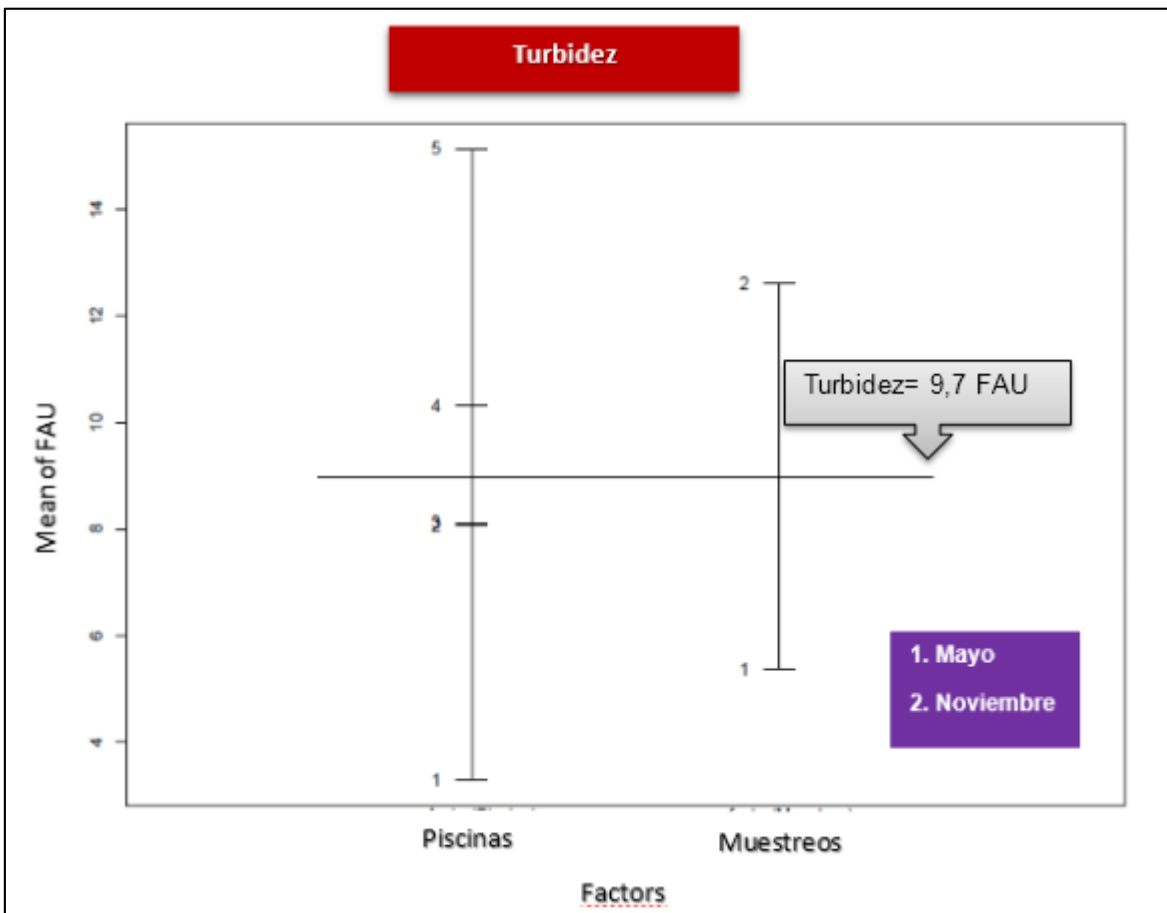 Turbidez
5
14
2
12
Turbidez= 9,7 FAU
4
10
Mean of FAU
8
2
6
1. Mayo
1
2. Noviembre
4
1
Piscinas
Muestreos
Factors